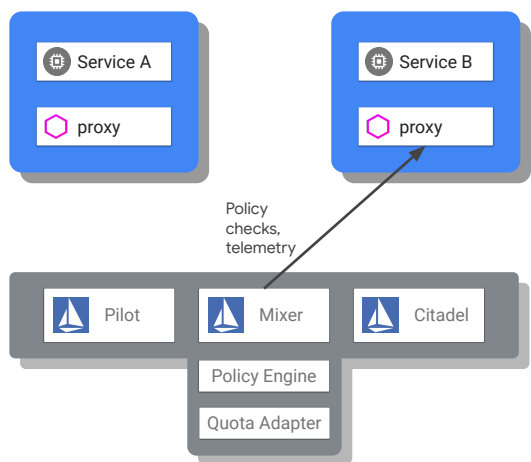 Service A
Service B
proxy
proxy
Policy
checks,
telemetry
Pilot
Mixer
Citadel
Policy Engine
Quota Adapter